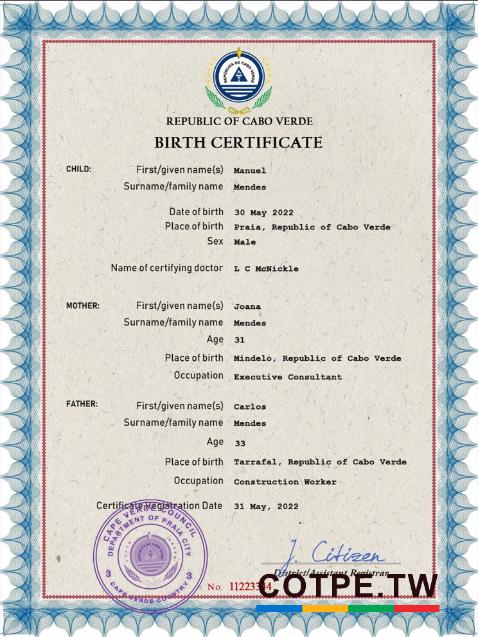 REPUBLICA DE CABO VERDE
REPUBLIC OF CABO VERDE
BIRTH CERTIFICATE
CHILD: First/given name(s) Manuel
Surname/family name Mendes
Date of birth 30 May 2022
Place of birth Praia, Republic of Cabo Verde
Sex Male
Name of certifying doctor L C McNickle
MOTHER: First/given name(s) Joana
Surname/family name Mendes
Age 31
Place of birth Mindelo, Republic of Cabo Verde
Occupation Executive Consultant
FATHER: First/given name(s) Carlos
Surname/family name Mendes
Age 33
Place of birth Tarrafal, Republic of Cabo Verde
Occupation Construction Worker
Certificate Registration Date 31 May, 2022
CAPE VERDE COUNCIL
DEPARTMENT OF PRAIA CITY
3 CAPE VERDE COUNTRY 3
J. Citizen
District/Assistant Registrar
No.
COTPE.TW